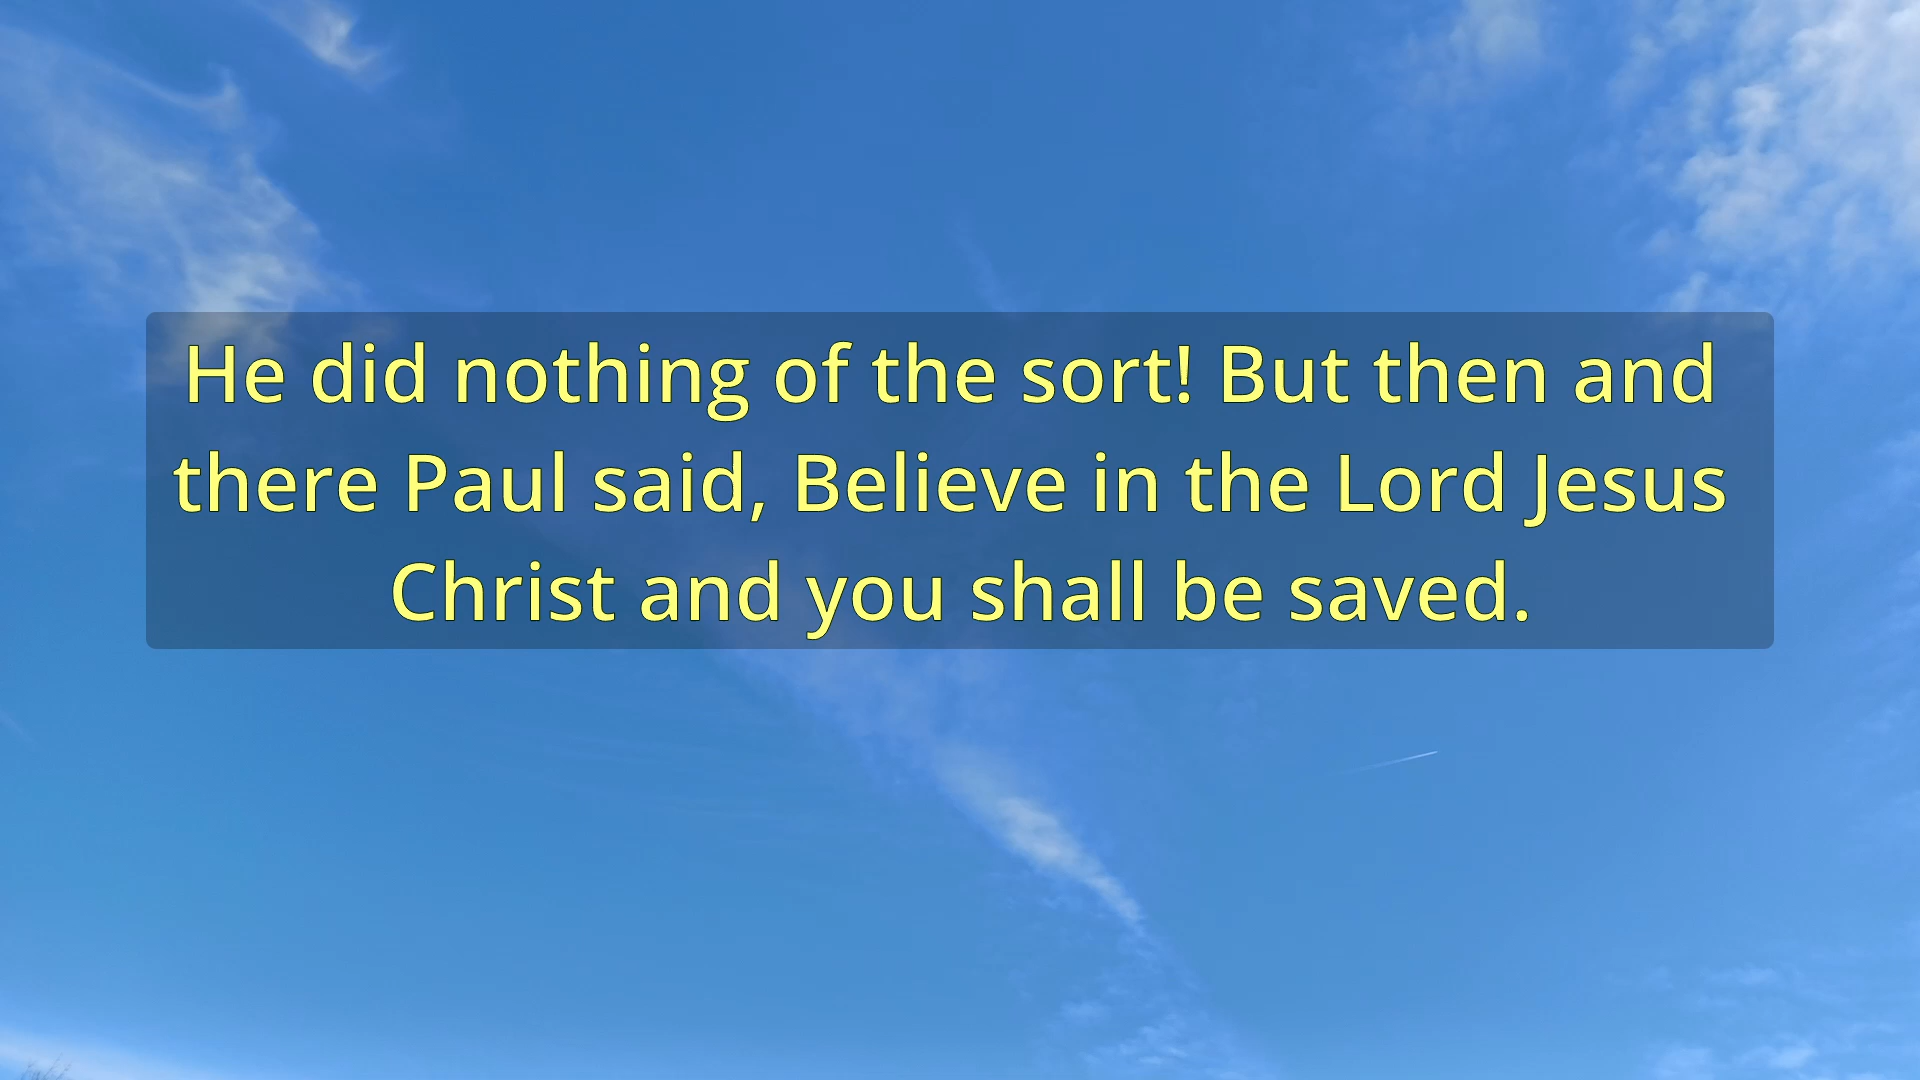 He did nothing of the sort! But then and
there Paul said, Believe in the Lord Jesus
Christ and you shall be saved.